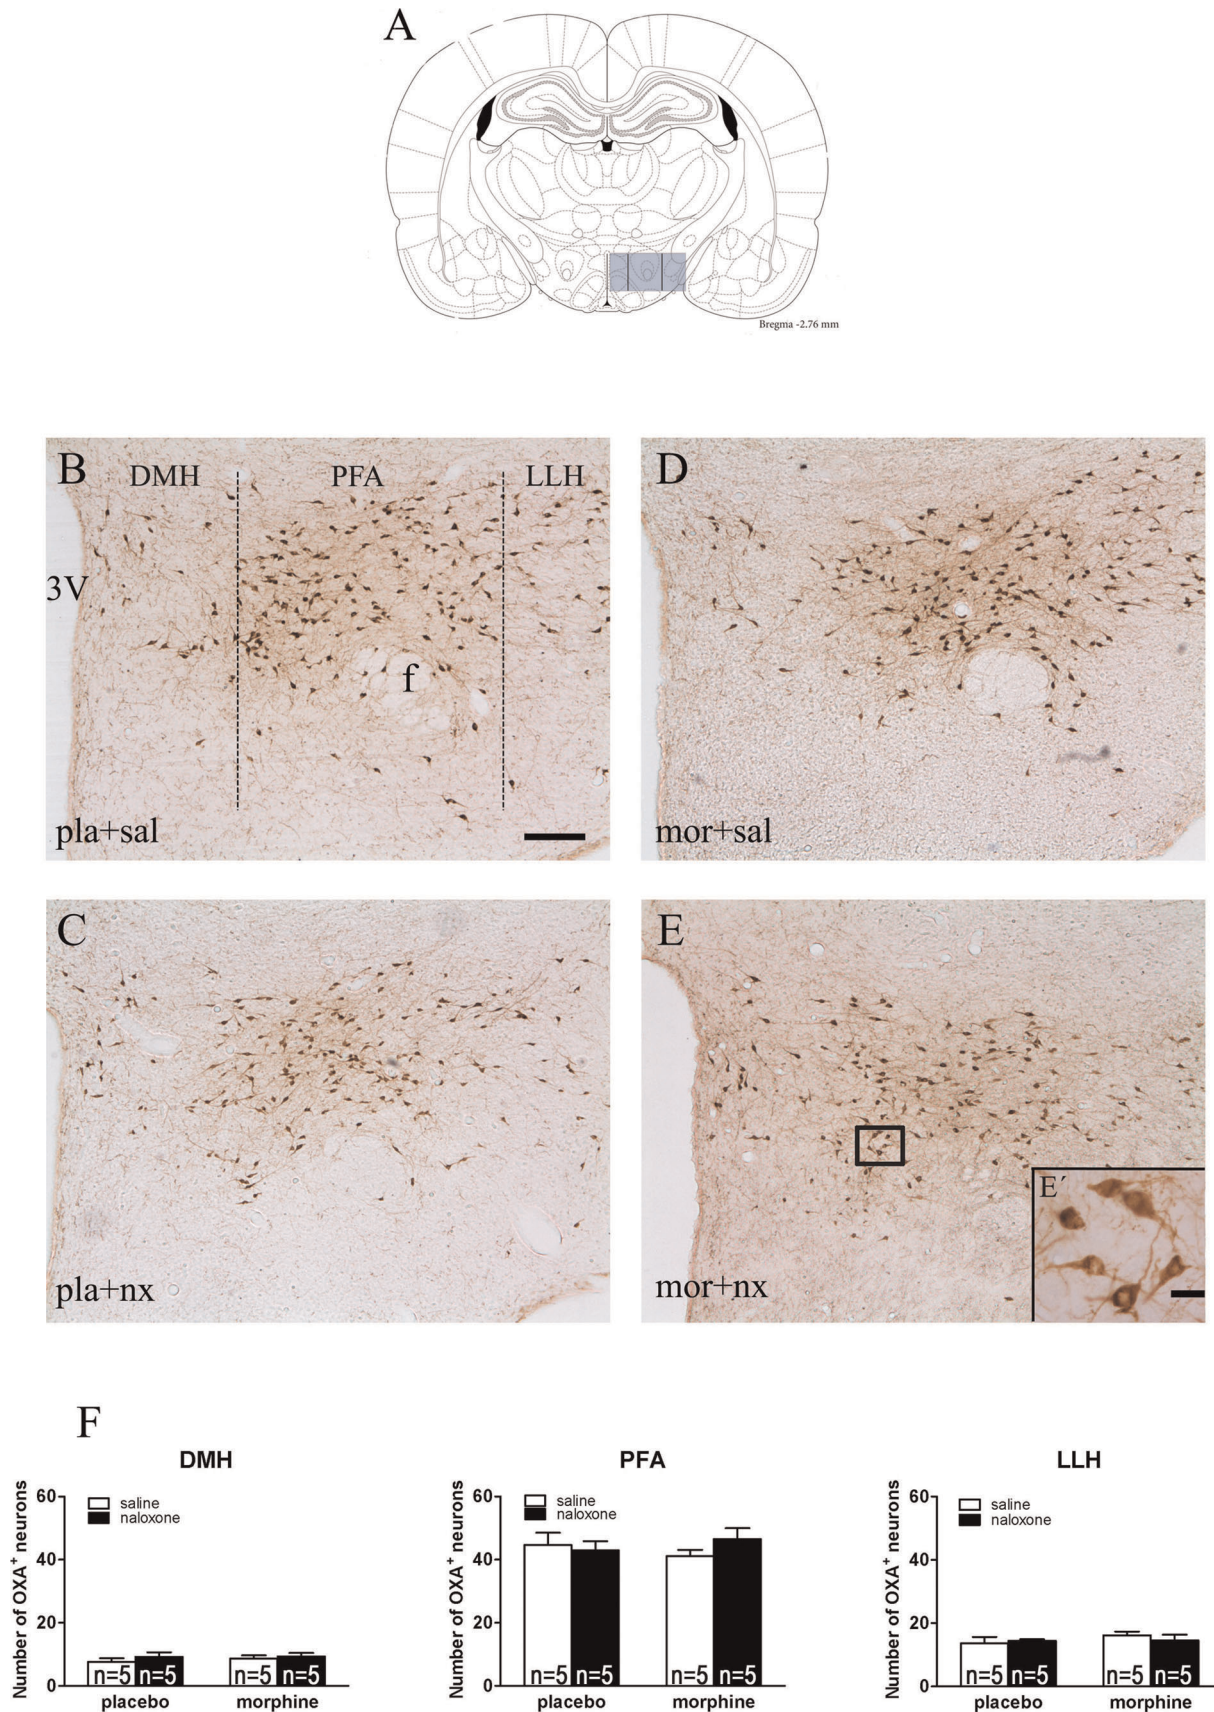 A
Bregma -2.76 mm
B
DMH
PFA
LLH
3V
f
pla+sal
D
mor+sal
C
pla+nx
E
E´
mor+nx
F
DMH
Number of OXA+ neurons
60
40
20
0
saline
naloxone
n=5
n=5
n=5
n=5
placebo
morphine
PFA
Number of OXA+ neurons
60
40
20
0
saline
naloxone
n=5
n=5
n=5
n=5
placebo
morphine
LLH
Number of OXA+ neurons
60
40
20
0
saline
naloxone
n=5
n=5
n=5
n=5
placebo
morphine